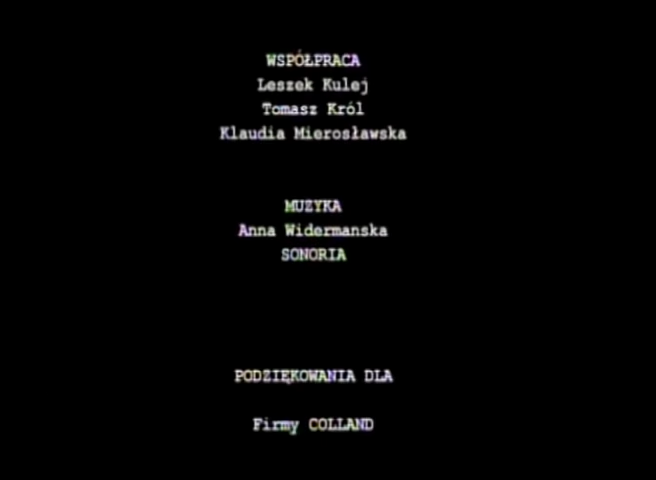 WSPÓŁPRACA
Leszek Kulej
Tomasz Król
Klaudia Mierosławska
MUZYKA
Anna Widermanska
SONORIA
PODZIĘKOWANIA DLA
Firmy COLLAND